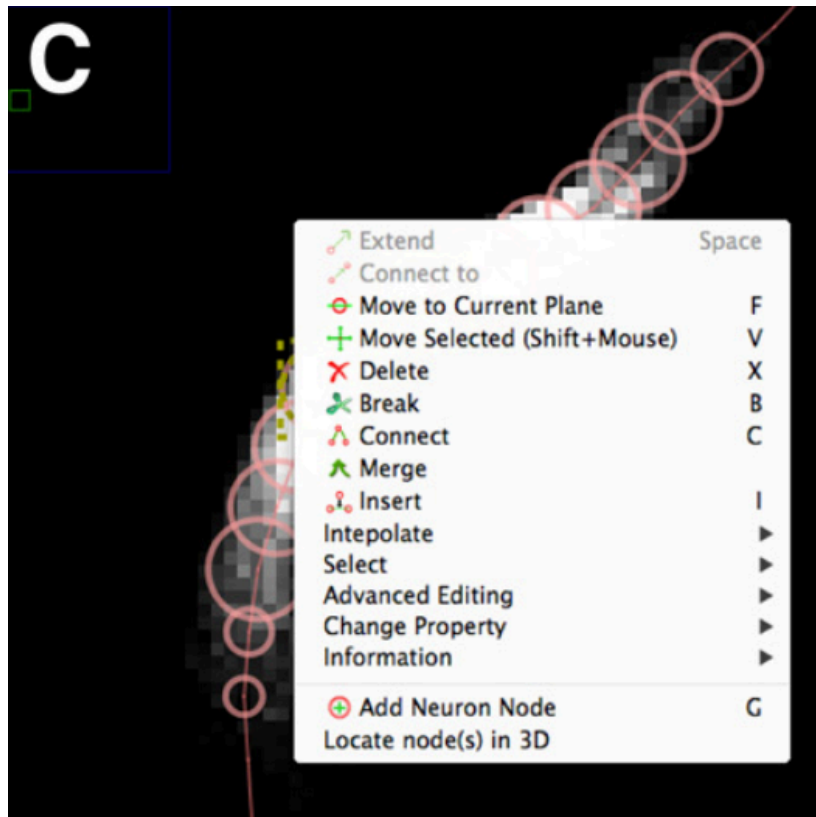 C
Extend Space
Connect to
Move to Current Plane F
Move Selected (Shift+Mouse) V
Delete X
Break B
Connect C
Merge
Insert I
Intepolate
Select
Advanced Editing
Change Property
Information
Add Neuron Node G
Locate node(s) in 3D